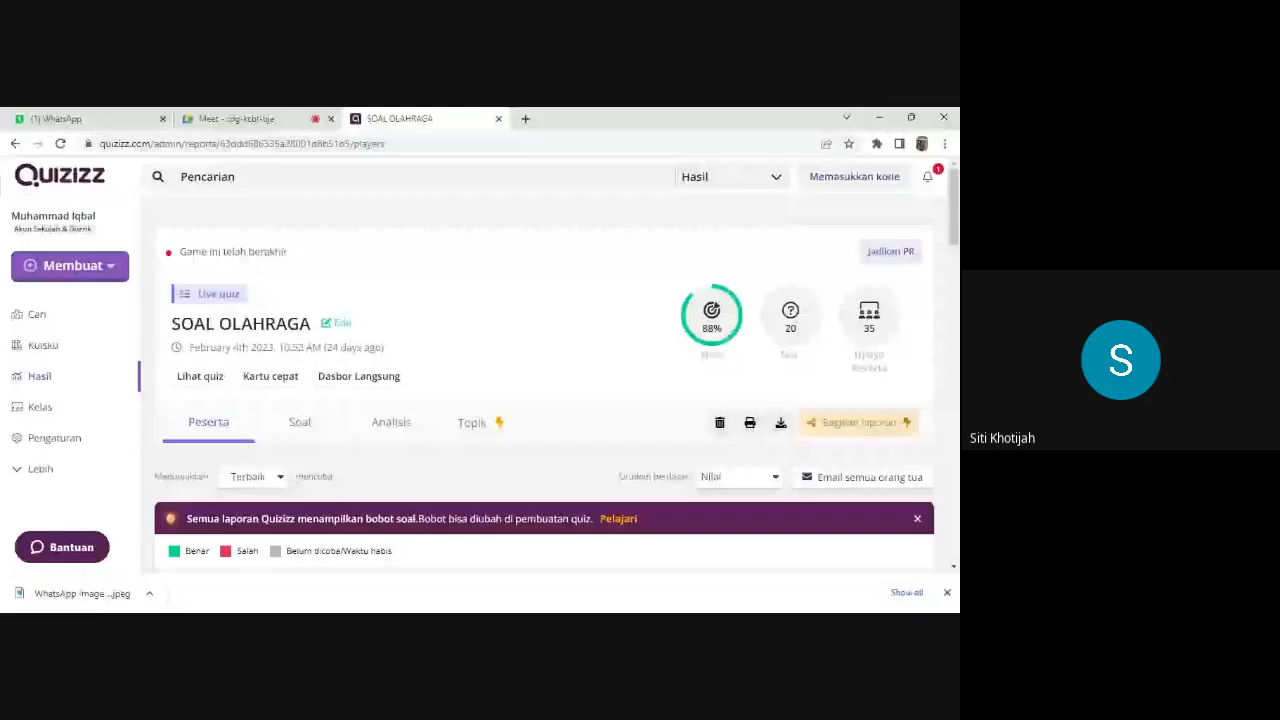 (1) WhatsApp
Meet - cdg-kcbt-bje
SOAL OLAHRAGA
Quizizz
Pencarian
Hasil
Memasukkan kode
1
Muhammad Iqbal
Akun Sekolah & Distrik
Membuat
Game ini telah berakhir
Jadikan PR
Live quiz
SOAL OLAHRAGA
Edit
88%
20
35
Soal
February 4th 2023, 10:52 AM (24 days ago)
Lihat quiz
Kartu cepat
Dasbor Langsung
Cari
Kuisku
Hasil
Kelas
Pengaturan
Lebih
Peserta
Soal
Analisis
Topik
Bagikan laporan
Terbaik
mencoba
Nilai
Email semua orang tua
Semua laporan Quizizz menampilkan bobot soal.Bobot bisa diubah di pembuatan quiz. Pelajari
Benar
Salah
Belum dicoba/Waktu habis
Bantuan
WhatsApp Image ...jpeg
Show all
S
Siti Khotijah